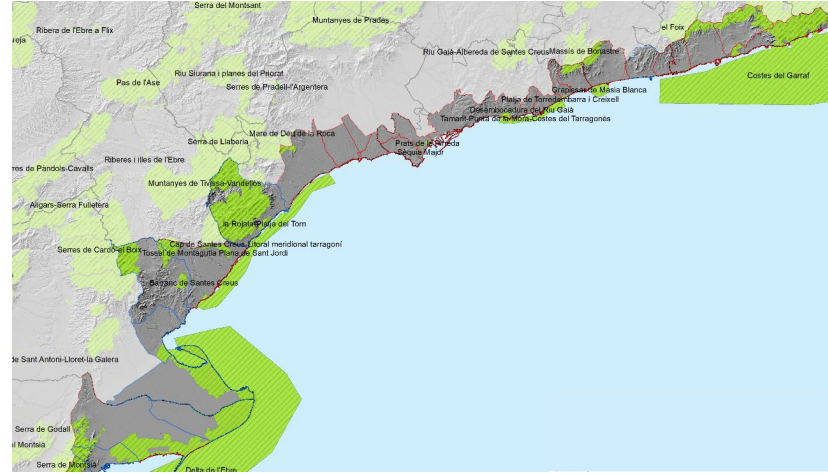 Serra del Montsant
Muntanyes de Prades
Ribera de l'Ebre a Flix
el Foix
Riu Gaià-Albereda de Santes Creus
Massís de Bonastre
Costes del Garraf
Riu Siurana i planes del Priorat
Pas de l'Ase
Serres de Pradell-l'Argentera
Grapissar de Masia Blanca
Platja de Torredembarra i Creixell
Desembocadura del Riu Gaià
Tamarit-Punta de la Móra-Costes del Tarragonès
Mare de Déu de la Roca
Serra de Llaberia
Prats de la Pineda
Sèquia Major
Riberes i illes de l'Ebre
Muntanyes de Tivissa-Vandellòs
Aligars-Serra Fulletera
la Rojala-Platja del Torn
Cap de Santes Creus
Litoral meridional tarragoní
Serres de Cardó-el Boix
Tossal de Montagut
la Plana de Sant Jordi
Barranc de Santes Creus
de Sant Antoni-Lloret-la Galera
Serra de Godall
Serra de Montsià
Delta de l'Ebre